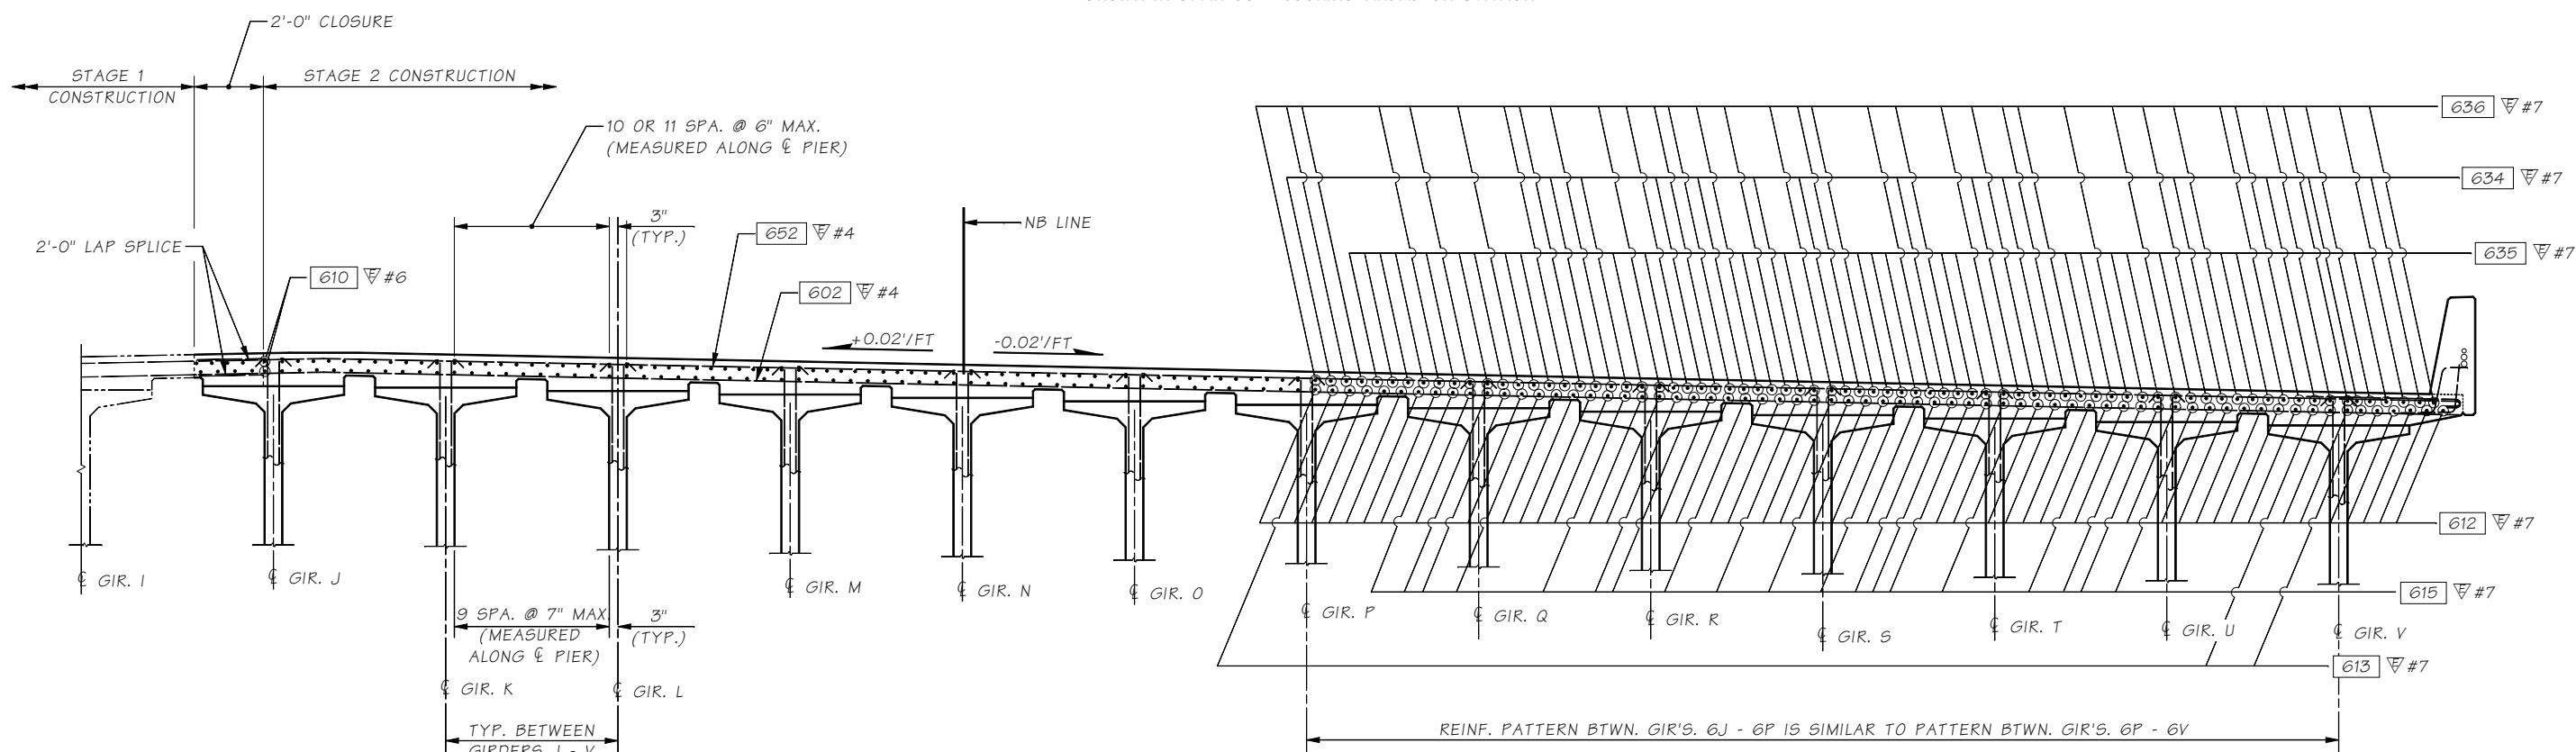 2'-0" CLOSURE
STAGE 1
CONSTRUCTION
STAGE 2 CONSTRUCTION
10 OR 11 SPA. @ 6" MAX.
(MEASURED ALONG ℄ PIER)
636 E #7
634 E #7
3"
(TYP.)
652 E #4
NB LINE
2'-0" LAP SPLICE
635 E #7
610 E #6
602 E #4
+0.02'/FT
-0.02'/FT
612 E #7
℄ GIR. I
℄ GIR. J
℄ GIR. M
℄ GIR. N
℄ GIR. O
615 E #7
℄ GIR. P
℄ GIR. Q
℄ GIR. R
℄ GIR. S
℄ GIR. T
℄ GIR. U
℄ GIR. V
9 SPA. @ 7" MAX.
(MEASURED
ALONG ℄ PIER)
3"
(TYP.)
613 E #7
℄ GIR. K
℄ GIR. L
TYP. BETWEEN
GIRDERS J - V
REINF. PATTERN BTWN. GIR'S. 6J - 6P IS SIMILAR TO PATTERN BTWN. GIR'S. 6P - 6V